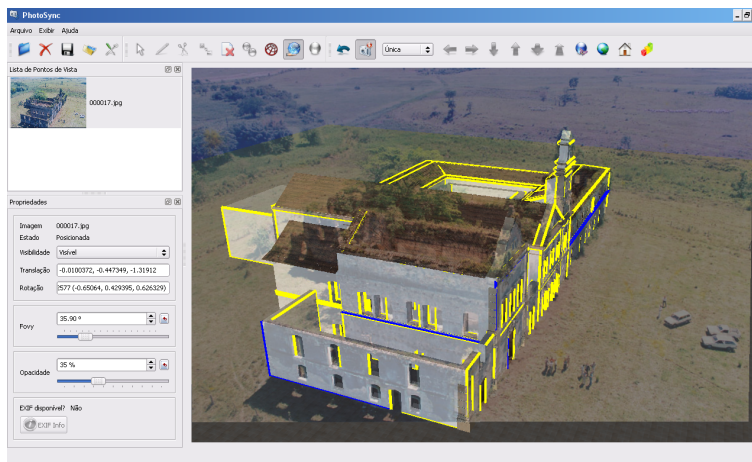 PhotoSync
Arquivo Exibir Ajuda
Única
Lista de Pontos de Vista
000017.jpg
Propriedades
Imagem 000017.jpg
Estado Posicionada
Visibilidade Visível
Translação -0.0100372, -0.447349, -1.31912
Rotação 2577 (-0.65064, 0.429395, 0.626329)
Povy 35.90 º
Opacidade 35 %
EXIF disponível? Não
EXIF Info